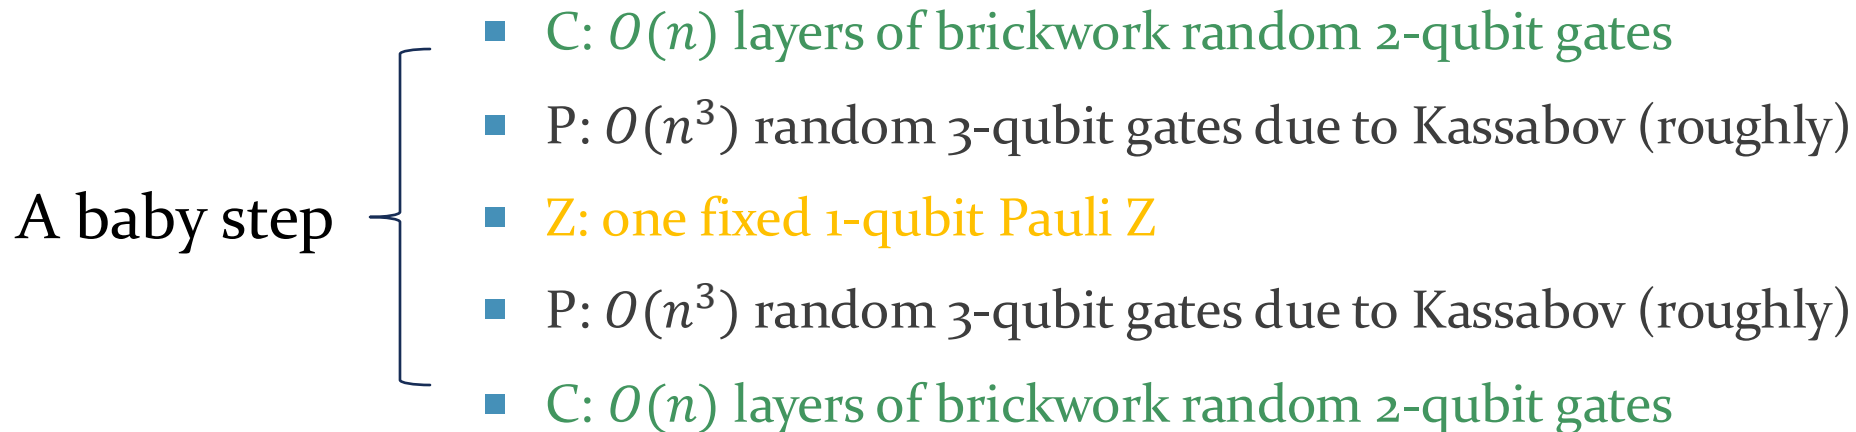 C: O(n) layers of brickwork random 2-qubit gates
P: O(n³) random 3-qubit gates due to Kassabov (roughly)
A baby step
Z: one fixed 1-qubit Pauli Z
P: O(n³) random 3-qubit gates due to Kassabov (roughly)
C: O(n) layers of brickwork random 2-qubit gates